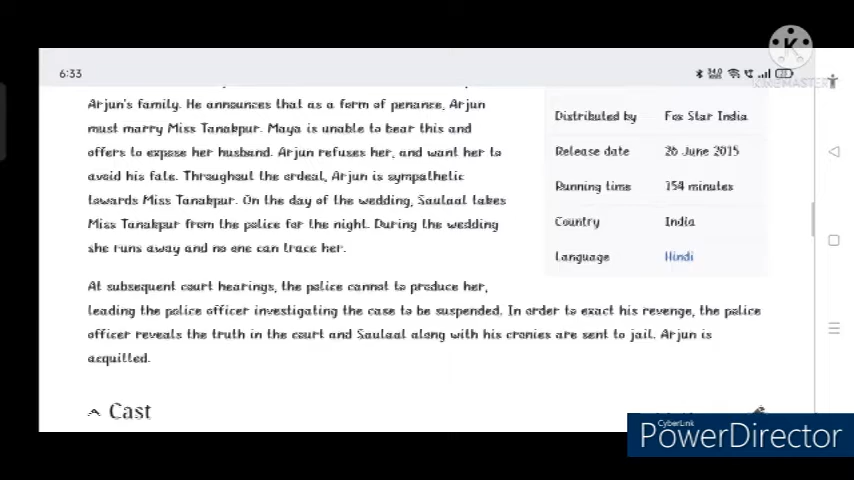 6:33
Arjun's family. He announces that as a form of penance, Arjun
must marry Miss Tanakpur. Maya is unable to bear this and
offers to expose her husband. Arjun refuses her, and want her to
avoid his fate. Throughout the ordeal, Arjun is sympathetic
towards Miss Tanakpur. On the day of the wedding, Saulaal takes
Miss Tanakpur from the police for the night. During the wedding
she runs away and no one can trace her.
Distributed by Fox Star India
Release date 26 June 2015
Running time 154 minutes
Country India
Language Hindi
At subsequent court hearings, the police cannot to produce her,
leading the police officer investigating the case to be suspended. In order to exact his revenge, the police
officer reveals the truth in the court and Saulaal along with his cronies are sent to jail. Arjun is
acquitted.
Cast
K
KINEMASTER
CyberLink
PowerDirector